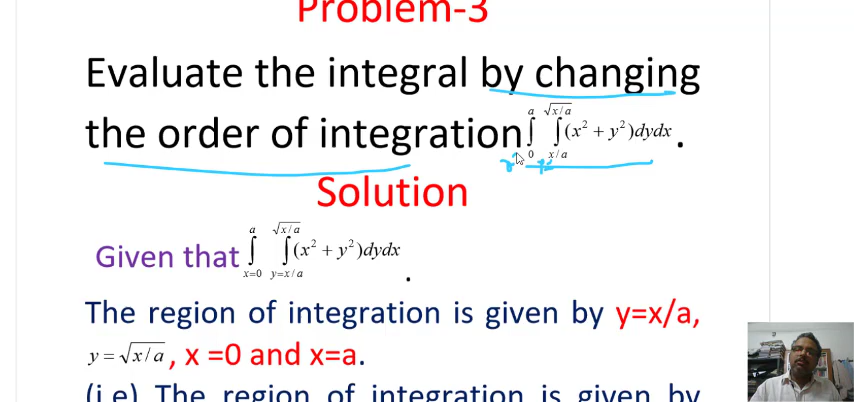 Problem-3
Evaluate the integral by changing
the order of integration ∫_0^a ∫_{x/a}^{√x/a} (x² + y²)dydx .
Solution
Given that ∫_{x=0}^a ∫_{y=x/a}^{√x/a} (x² + y²)dydx .
The region of integration is given by y=x/a,
y = √x/a , x =0 and x=a.
(i.e) The region of integration is given by